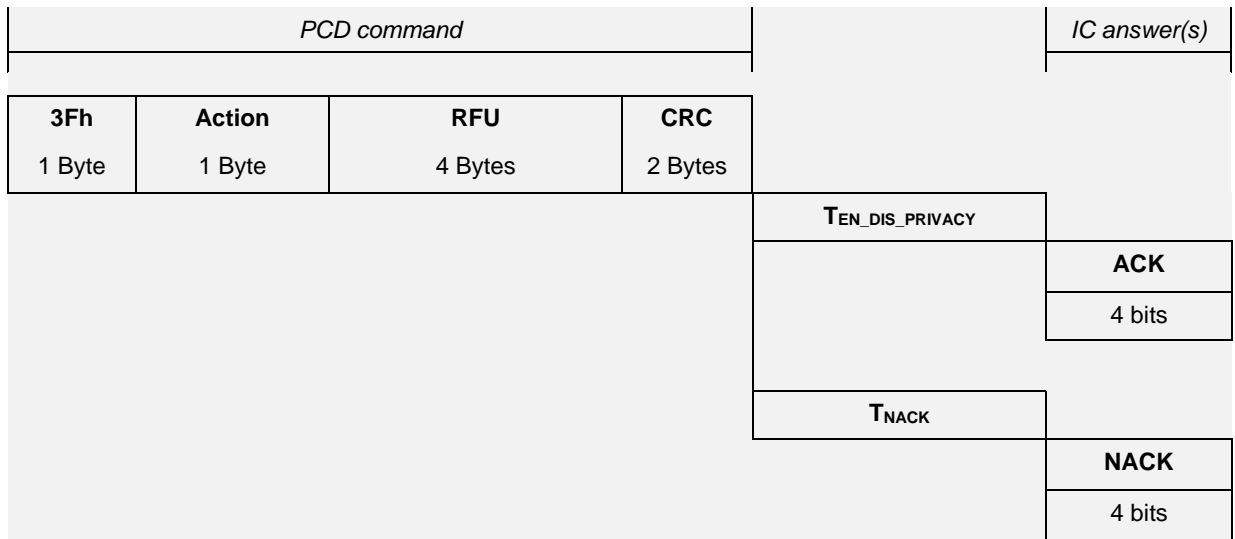 PCD command IC answer(s)
3Fh Action RFU CRC
1 Byte 1 Byte 4 Bytes 2 Bytes
TEN_DIS_PRIVACY
ACK
4 bits
TNACK
NACK
4 bits